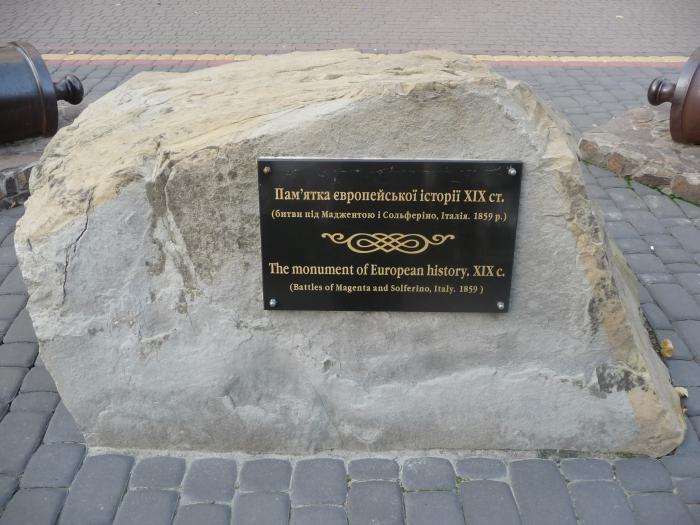 Пам'ятка європейської історії XIX ст.
(битви під Маджентою і Сольферіно, Італія. 1859 р.)
The monument of European history, XIX c.
(Battles of Magenta and Solferino, Italy. 1859 )